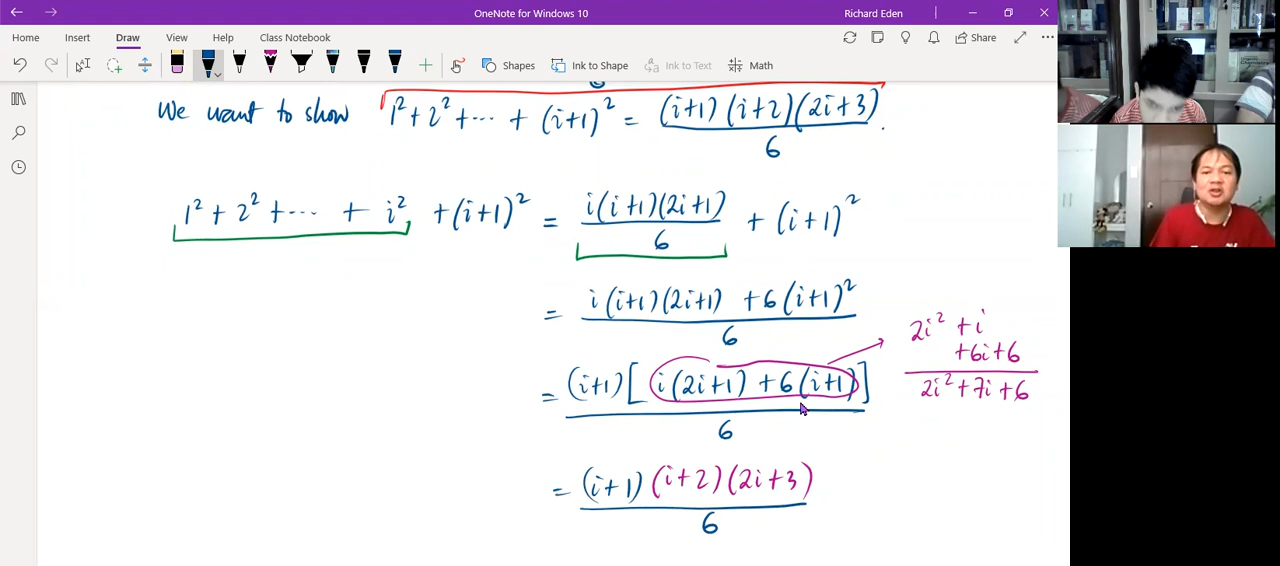 OneNote for Windows 10
Richard Eden
Home Insert Draw View Help Class Notebook Share
Shapes Ink to Shape Ink to Text Math
We want to show 1² + 2² + ··· + (i+1)² = (i+1)(i+2)(2i+3) / 6 .
1² + 2² + ··· + i² + (i+1)² = i(i+1)(2i+1) / 6 + (i+1)²
= i(i+1)(2i+1) + 6(i+1)² / 6
2i² + i
+6i+6
2i² + 7i + 6
= (i+1)[i(2i+1) + 6(i+1)] / 6
= (i+1)(i+2)(2i+3) / 6